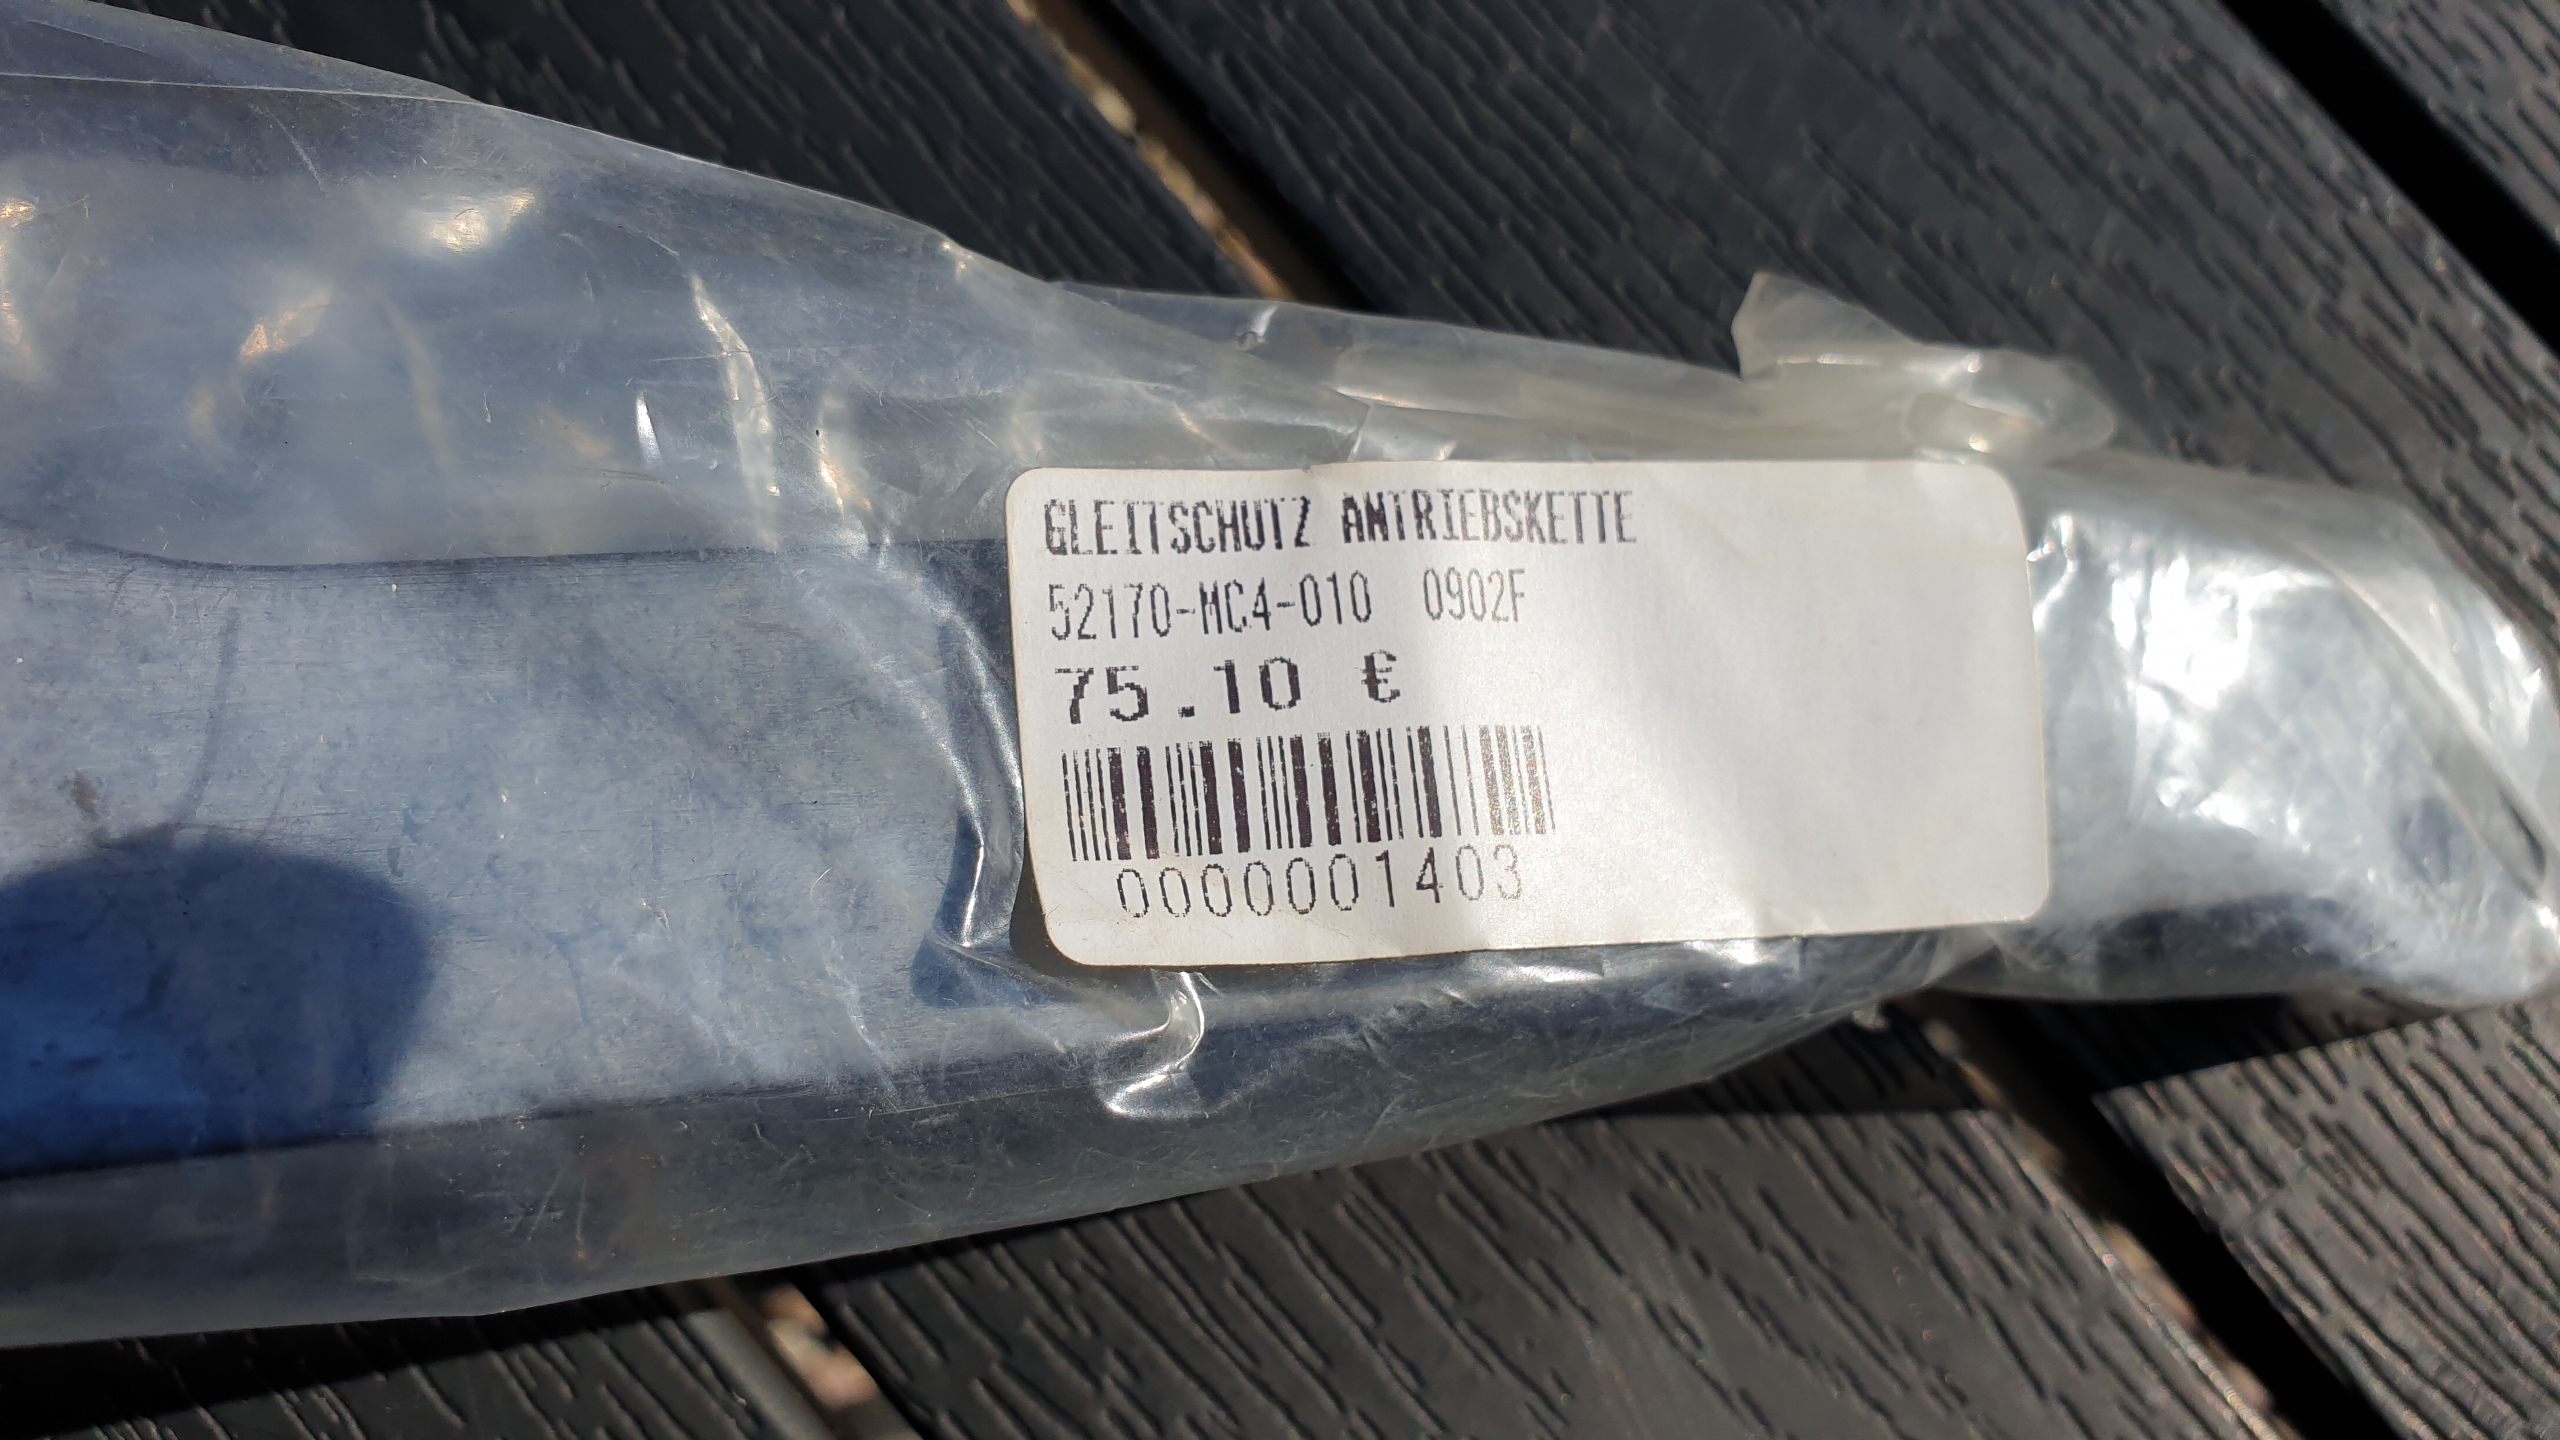 GLEITSCHUTZ ANTRIEBSKETTE
52170-MC4-010 0902F
75.10 €
0000001403